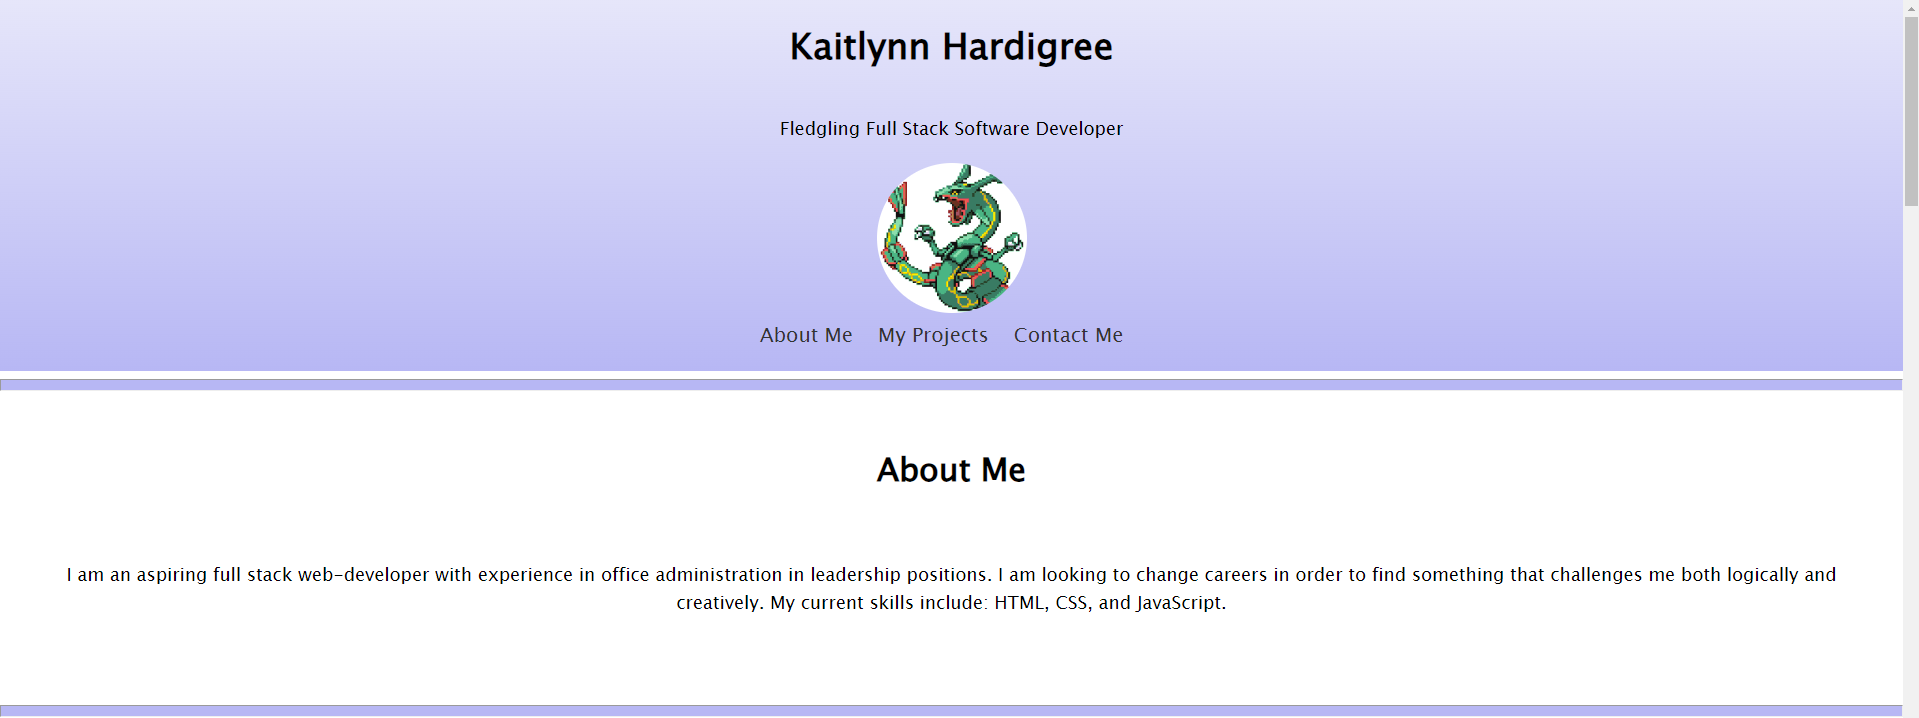 Kaitlynn Hardigree
Fledgling Full Stack Software Developer
About Me My Projects Contact Me
About Me
I am an aspiring full stack web-developer with experience in office administration in leadership positions. I am looking to change careers in order to find something that challenges me both logically and
creatively. My current skills include: HTML, CSS, and JavaScript.